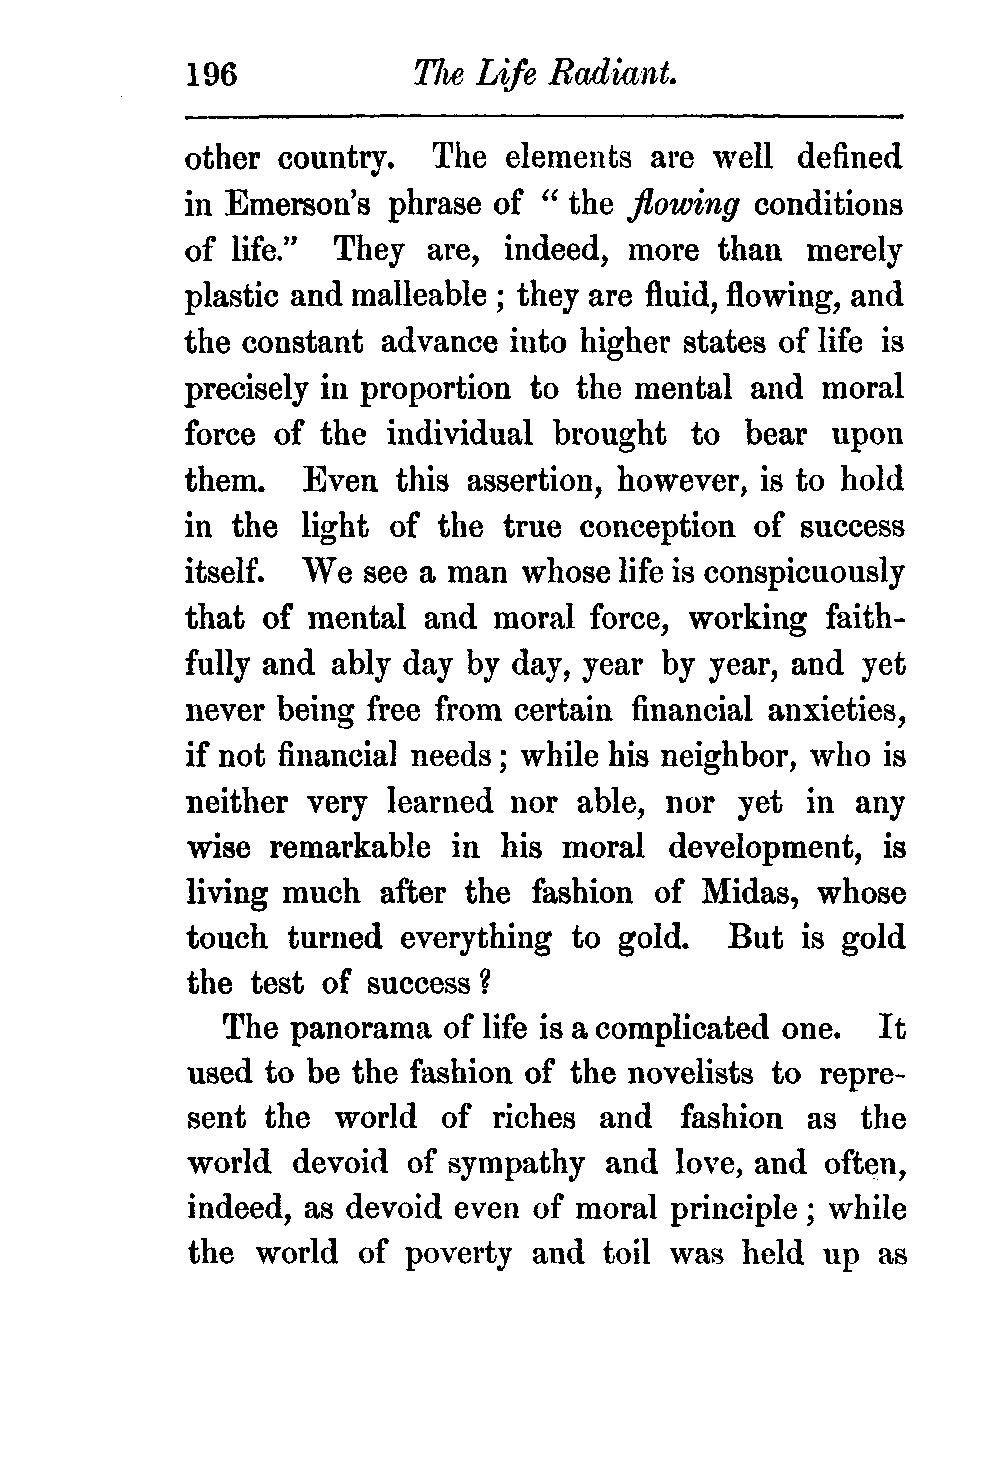 196 The Life Radiant.
other country. The elements are well defined
in Emerson's phrase of “ the flowing conditions
of life.” They are, indeed, more than merely
plastic and malleable ; they are fluid, flowing, and
the constant advance into higher states of life is
precisely in proportion to the mental and moral
force of the individual brought to bear upon
them. Even this assertion, however, is to hold
in the light of the true conception of success
itself. We see a man whose life is conspicuously
that of mental and moral force, working faith-
fully and ably day by day, year by year, and yet
never being free from certain financial anxieties,
if not financial needs ; while his neighbor, who is
neither very learned nor able, nor yet in any
wise remarkable in his moral development, is
living much after the fashion of Midas, whose
touch turned everything to gold. But is gold
the test of success ?
The panorama of life is a complicated one. It
used to be the fashion of the novelists to repre-
sent the world of riches and fashion as the
world devoid of sympathy and love, and often,
indeed, as devoid even of moral principle ; while
the world of poverty and toil was held up as